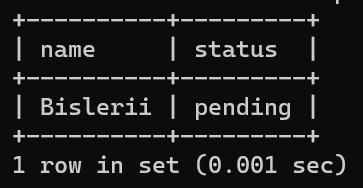 +----------+---------+
| name     | status  |
+----------+---------+
| Bislerii | pending |
+----------+---------+
1 row in set (0.001 sec)